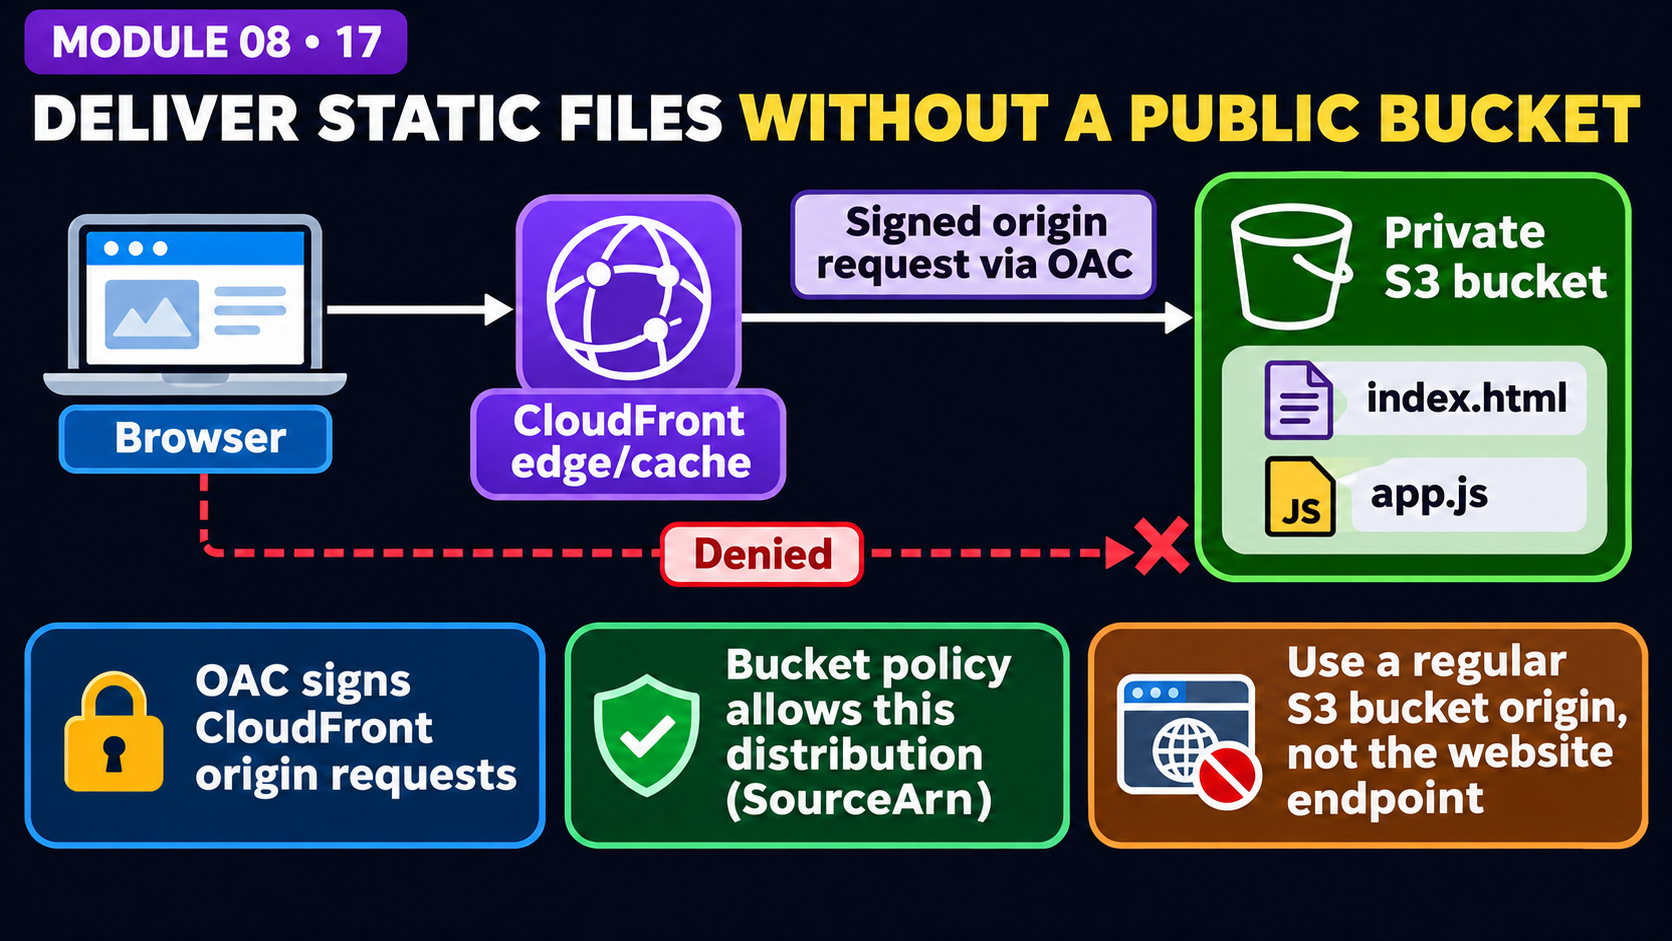 MODULE 08 • 17
DELIVER STATIC FILES WITHOUT A PUBLIC BUCKET
Signed origin
request via OAC
Private
S3 bucket
index.html
JS
app.js
Browser
CloudFront
edge/cache
Denied
OAC signs
CloudFront
origin requests
Bucket policy
allows this
distribution
(SourceArn)
Use a regular
S3 bucket origin,
not the website
endpoint